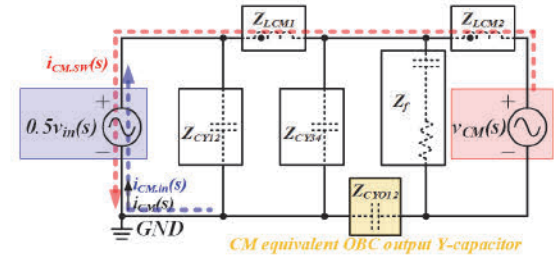 Z_LCM1
Z_LCM2
i_CM.SW(s)
+
0.5v_in(s)
−
Z_CY12
Z_CY34
Z_f
+
v_CM(s)
−
i_CM.in(s)
i_CM(s)
Z_CYO12
GND
CM equivalent OBC output Y-capacitor